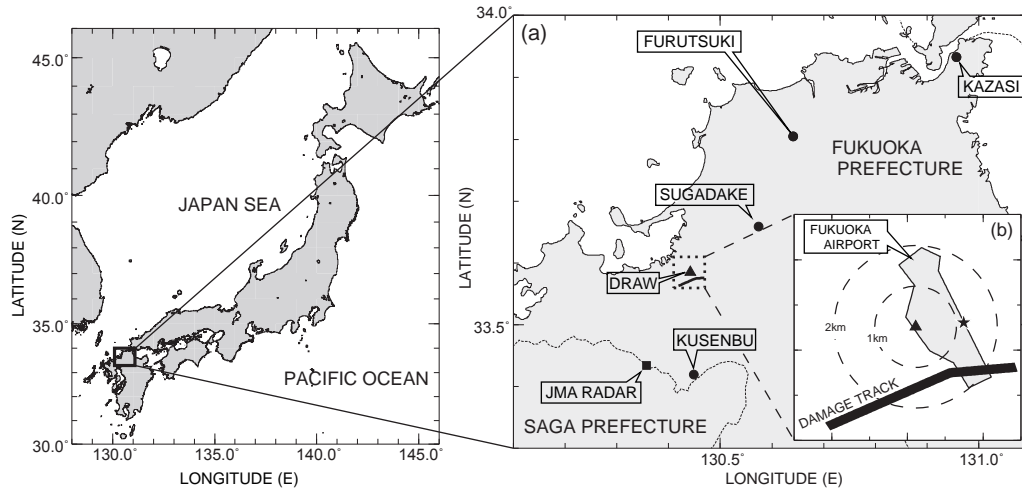 45.0˚
40.0˚
35.0˚
30.0˚
130.0˚
135.0˚
140.0˚
145.0˚
LATITUDE (N)
LONGITUDE (E)
JAPAN SEA
PACIFIC OCEAN
34.0˚
(a)
FURUTSUKI
KAZASI
FUKUOKA
PREFECTURE
SUGADAKE
LATITUDE (N)
DRAW
33.5˚
KUSENBU
JMA RADAR
SAGA PREFECTURE
130.5˚
131.0˚
LONGITUDE (E)
FUKUOKA
AIRPORT
(b)
2km
1km
DAMAGE TRACK